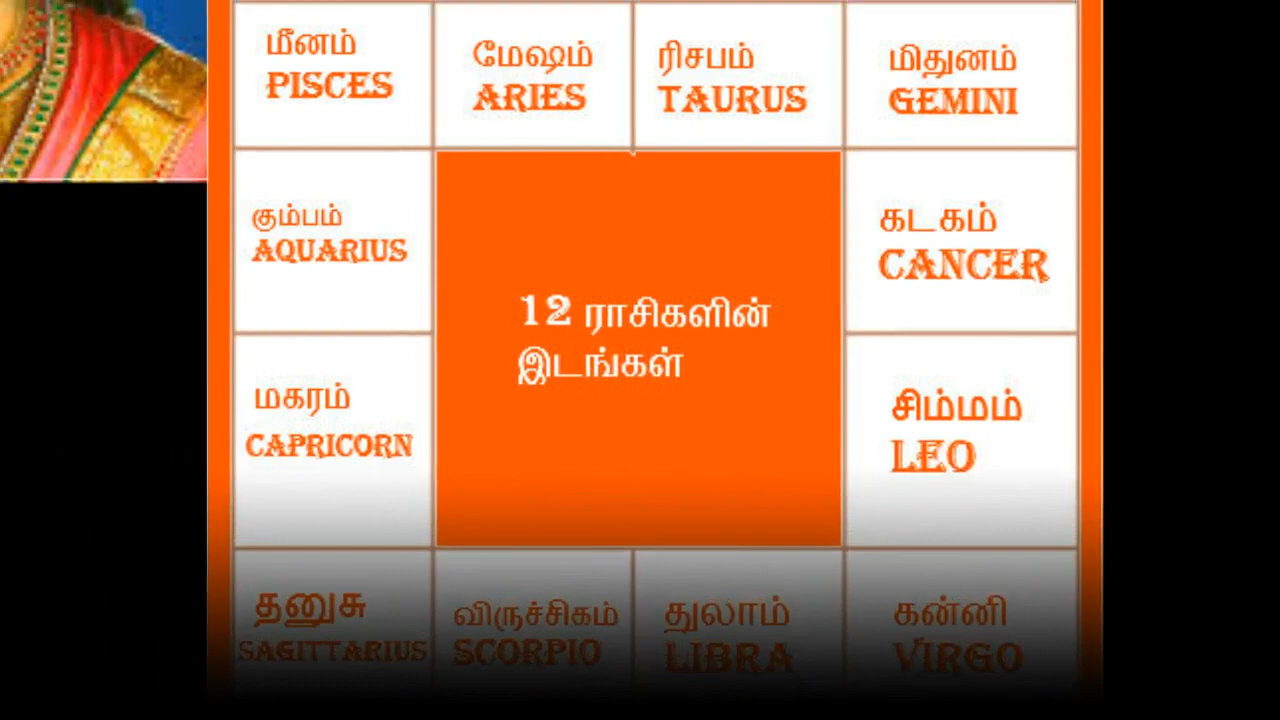 மீனம்
PISCES
மேஷம்
ARIES
ரிசபம்
TAURUS
மிதுனம்
GEMINI
கும்பம்
AQUARIUS
கடகம்
CANCER
12 ராசிகளின்
இடங்கள்
மகரம்
CAPRICORN
சிம்மம்
LEO
தனுசு
SAGITTARIUS
விருச்சிகம்
SCORPIO
துலாம்
LIBRA
கன்னி
VIRGO